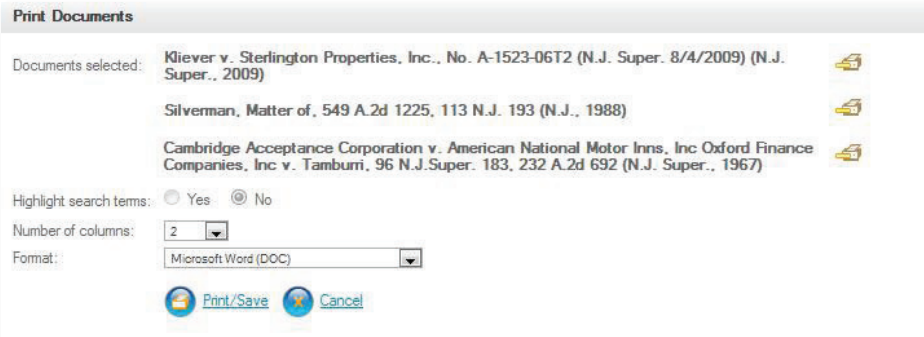 Print Documents
Documents selected: Kliever v. Sterlington Properties, Inc., No. A-1523-06T2 (N.J. Super. 8/4/2009) (N.J.
Super., 2009)
Silverman, Matter of, 549 A.2d 1225, 113 N.J. 193 (N.J., 1988)
Cambridge Acceptance Corporation v. American National Motor Inns, Inc Oxford Finance
Companies, Inc v. Tamburri, 96 N.J.Super. 183, 232 A.2d 692 (N.J. Super., 1967)
Highlight search terms: Yes No
Number of columns: 2
Format: Microsoft Word (DOC)
Print/Save Cancel